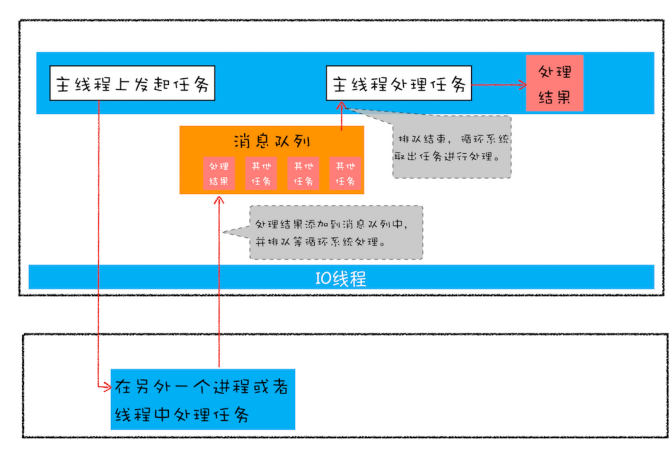 主线程上发起任务
主线程处理任务
处理
结果
消息队列
排队结束，循环系统
取出任务进行处理。
处理
结果
其他
任务
其他
任务
其他
任务
处理结果添加到消息队列中，
并排队等循环系统处理。
IO线程
在另外一个进程或者
线程中处理任务